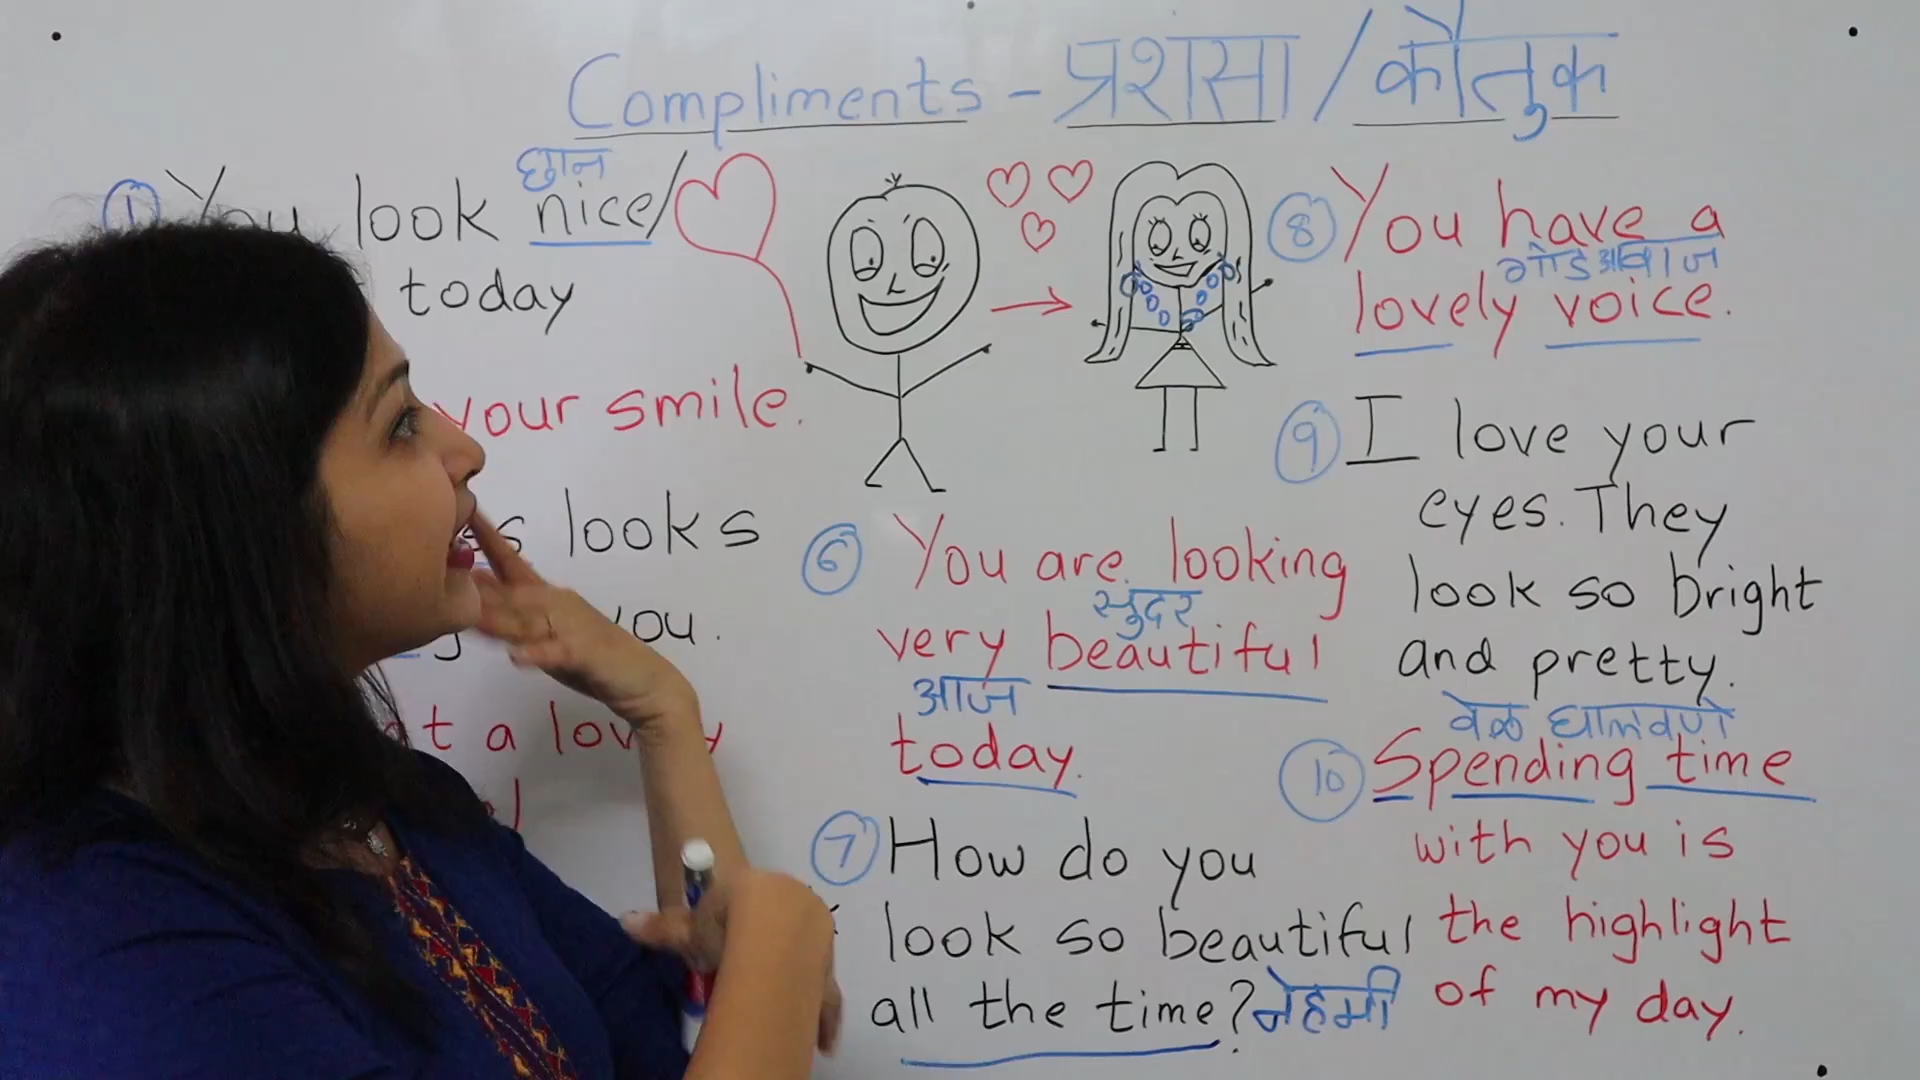 Compliments - प्रशसा / कौतुक
① You look nice/
छान
today
your smile.
looks
you.
t a lovely
⑥ You are looking
सुदर
very beautiful
आज
today.
⑦ How do you
look so beautiful
all the time? नेहमी
⑧ You have a
गोड आवाज
lovely voice.
⑨ I love your
eyes. They
look so bright
and pretty.
वेळ घालवणे
⑩ Spending time
with you is
the highlight
of my day.